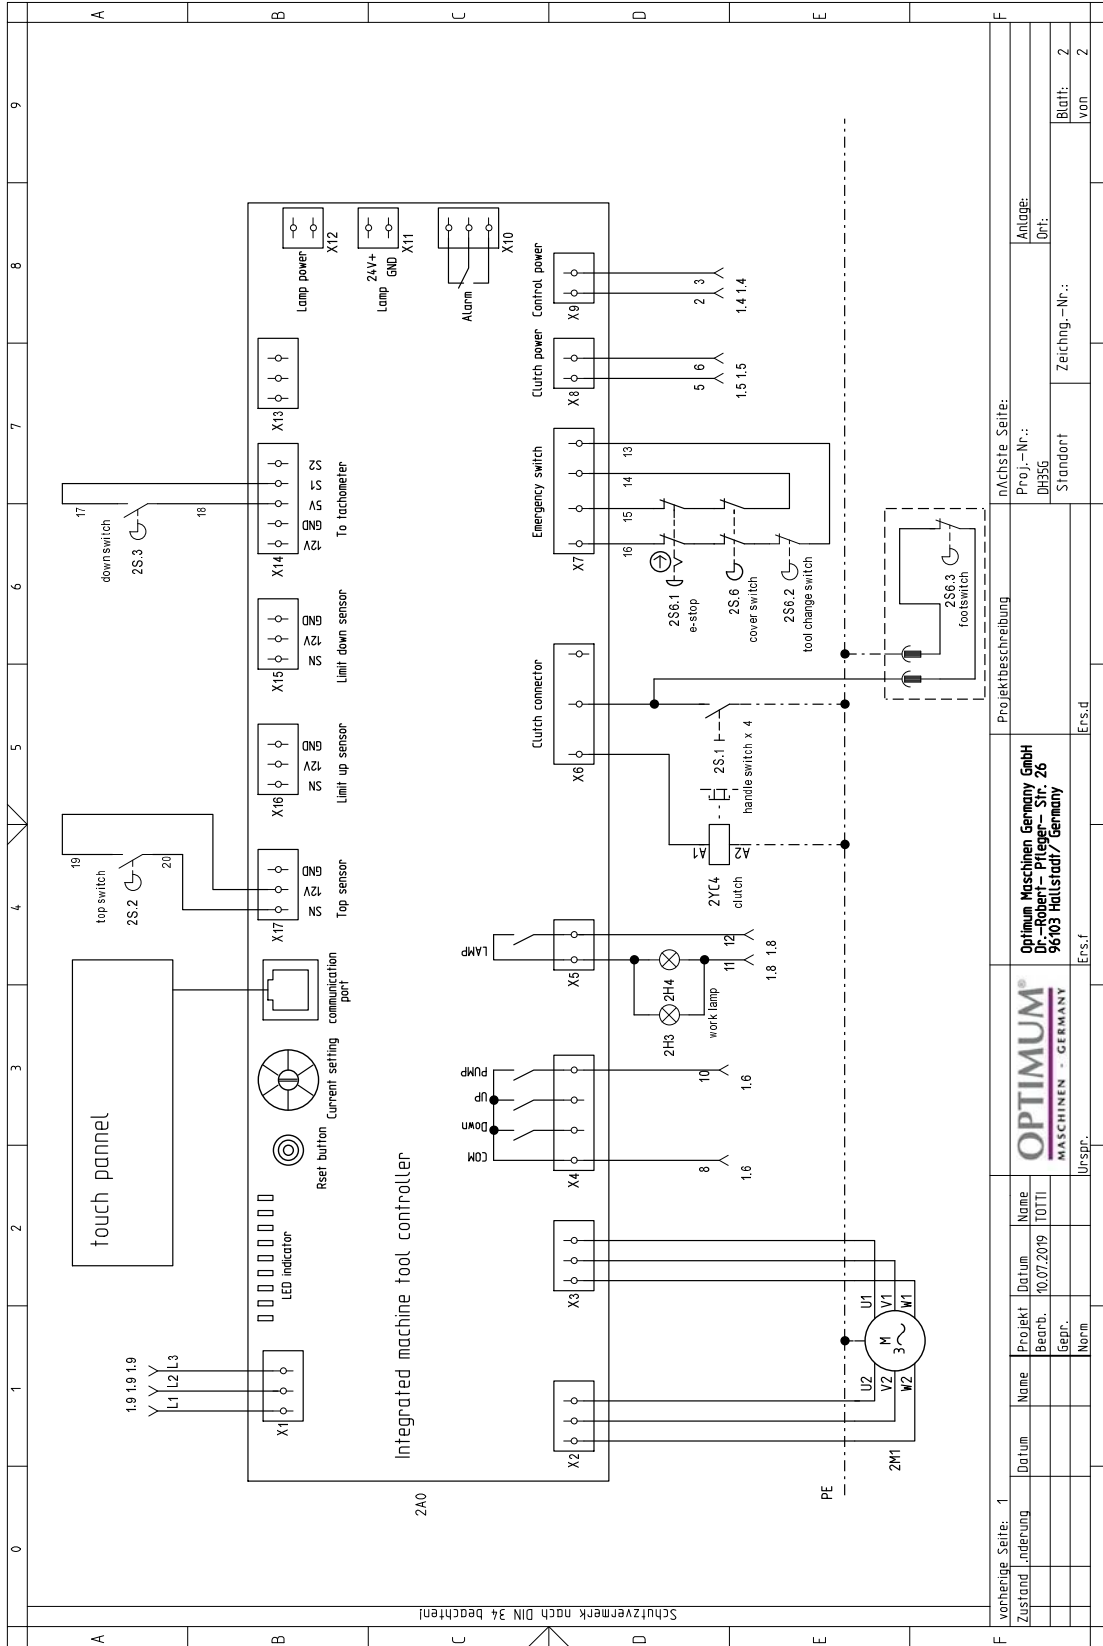 0 1 2 3 4 5 6 7 8 9
A
B
C
D
E
F
A
B
C
D
E
F
Schutzvermerk nach DIN 34 beachten!
touch pannel
top switch
2S.2
19
20
down switch
2S.3
17
18
1.9 1.9 1.9
L1 L2 L3
X1
LED indicator
Rset button
Current setting
communication
port
X17
SN 12V GND
Top sensor
X16
SN 12V GND
Limit up sensor
X15
SN 12V GND
Limit down sensor
X14
12V GND 5V S1 S2
To tachometer
X13
Lamp power
X12
Lamp
24V+
GND
X11
Alarm
X10
2A0
Integrated machine tool controller
COM Down UP PUMP
LAMP
Clutch connector
Emergency switch
Clutch power
Control power
X2
X3
X4
X5
X6
X7
X8
X9
8
1.6
10
1.6
2H3
2H4
work lamp
11 12
1.8 1.8
A1
A2
2YC4
clutch
2S.1
handle switch x 4
16 15 14 13
2S6.1
e-stop
2S.6
cover switch
2S6.2
tool change switch
5 6
1.5 1.5
2 3
1.4 1.4
2S6.3
footswitch
PE
2M1
U2
V2
W2
M
3~
U1
V1
W1
vorherige Seite: 1
nÄchste Seite:
Zustand
.nderung
Datum
Name
Projekt
Datum
Name
Bearb.
10.07.2019
TOTTI
Gepr.
Norm
OPTIMUM®
MASCHINEN - GERMANY
Urspr.
Ers.f
Ers.d
Optimum Maschinen Germany GmbH
Dr.-Robert- Pfleger- Str. 26
96103 Hallstadt/ Germany
Projektbeschreibung
Proj.-Nr.:
DH35G
Standort
Zeichng.-Nr.:
Anlage:
Ort:
Blatt: 2
von 2